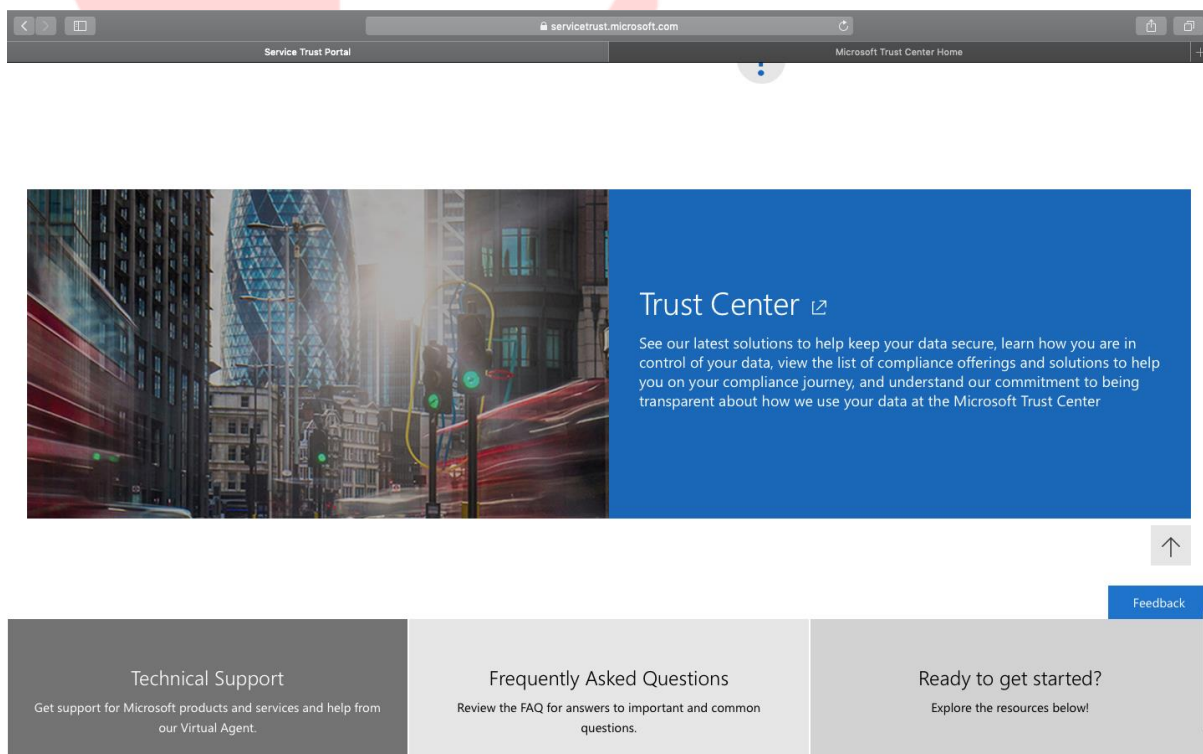 servicetrust.microsoft.com
Service Trust Portal
Microsoft Trust Center Home
Trust Center
See our latest solutions to help keep your data secure, learn how you are in
control of your data, view the list of compliance offerings and solutions to help
you on your compliance journey, and understand our commitment to being
transparent about how we use your data at the Microsoft Trust Center
Feedback
Technical Support
Get support for Microsoft products and services and help from
our Virtual Agent.
Frequently Asked Questions
Review the FAQ for answers to important and common
questions.
Ready to get started?
Explore the resources below!